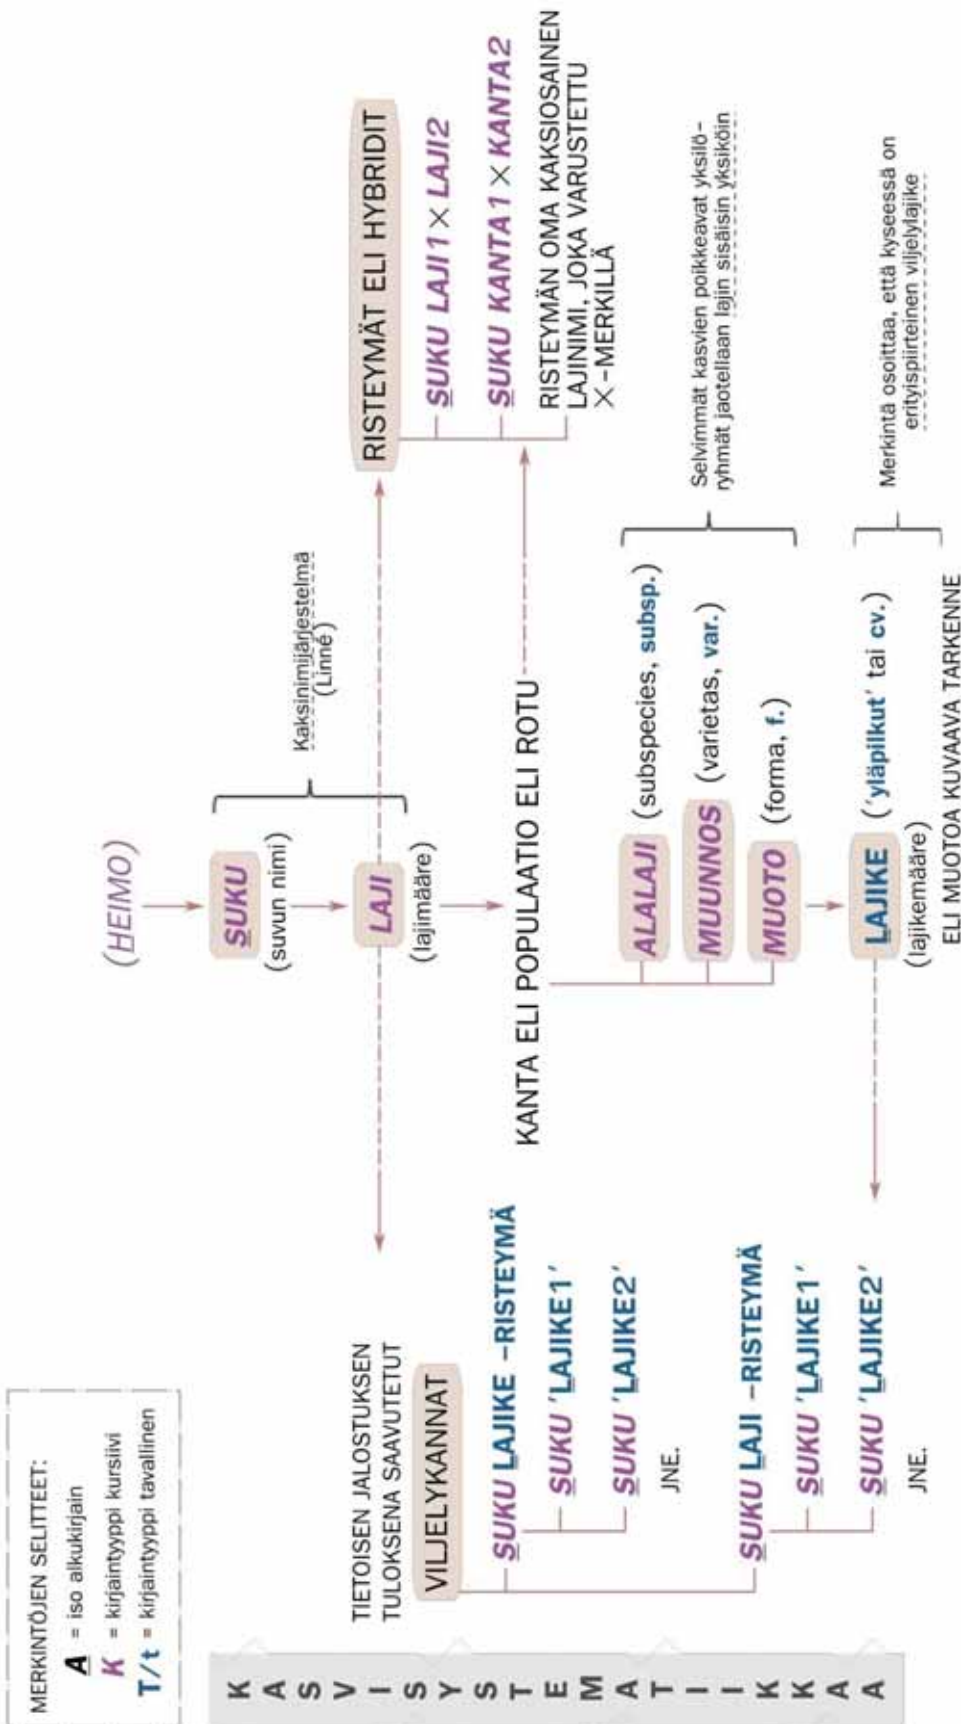 MERKINTÖJEN SELITTEET:
A = iso alkukirjain
K = kirjaintyyppi kursiivi
T/t = kirjaintyyppi tavallinen
KASVISYSTEMATIIKKAA
(HEIMO)
SUKU
(suvun nimi)
LAJI
(lajimääre)
Kaksinimijärjestelmä
(Linné)
RISTEYMÄT ELI HYBRIDIT
SUKU LAJI1 × LAJI2
SUKU KANTA1 × KANTA2
RISTEYMÄN OMA KAKSIOSAINEN
LAJINIMI, JOKA VARUSTETTU
×-MERKILLÄ
TIETOISEN JALOSTUKSEN
TULOKSENA SAAVUTETUT
VILJELYKANNAT
SUKU LAJIKE –RISTEYMÄ
SUKU 'LAJIKE1'
SUKU 'LAJIKE2'
JNE.
SUKU LAJI –RISTEYMÄ
SUKU 'LAJIKE1'
SUKU 'LAJIKE2'
JNE.
KANTA ELI POPULAATIO ELI ROTU
ALALAJI (subspecies, subsp.)
MUUNNOS (varietas, var.)
MUOTO (forma, f.)
Selvimmät kasvien poikkeavat yksilö-
ryhmät jaotellaan lajin sisäisin yksiköin
LAJIKE ('yläpilkut' tai cv.)
(lajikemääre)
ELI MUOTOA KUVAAVA TARKENNE
Merkintä osoittaa, että kyseessä on
erityispiirteinen viljelylajike